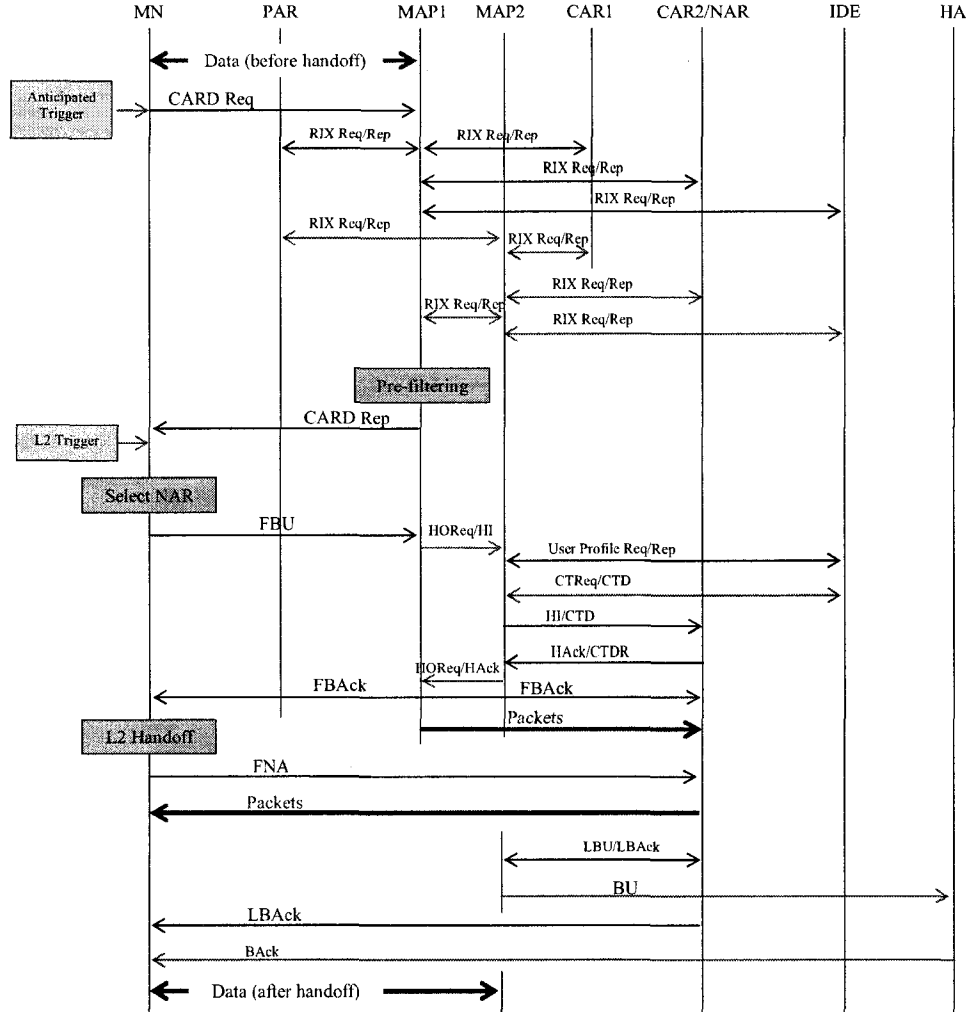 MN PAR MAP1 MAP2 CAR1 CAR2/NAR IDE HA
Data (before handoff)
Anticipated
Trigger
CARD Req
RIX Req/Rep RIX Req/Rep
RIX Req/Rep
RIX Req/Rep
RIX Req/Rep
RIX Req/Rep
RIX Req/Rep
RIX Req/Rep
RIX Req/Rep
Pre-filtering
CARD Rep
L2 Trigger
Select NAR
FBU
HOReq/HI
User Profile Req/Rep
CTReq/CTD
HI/CTD
HAck/CTDR
HOReq/HAck
FBAck FBAck
Packets
L2 Handoff
FNA
Packets
LBU/LBAck
BU
LBAck
BAck
Data (after handoff)